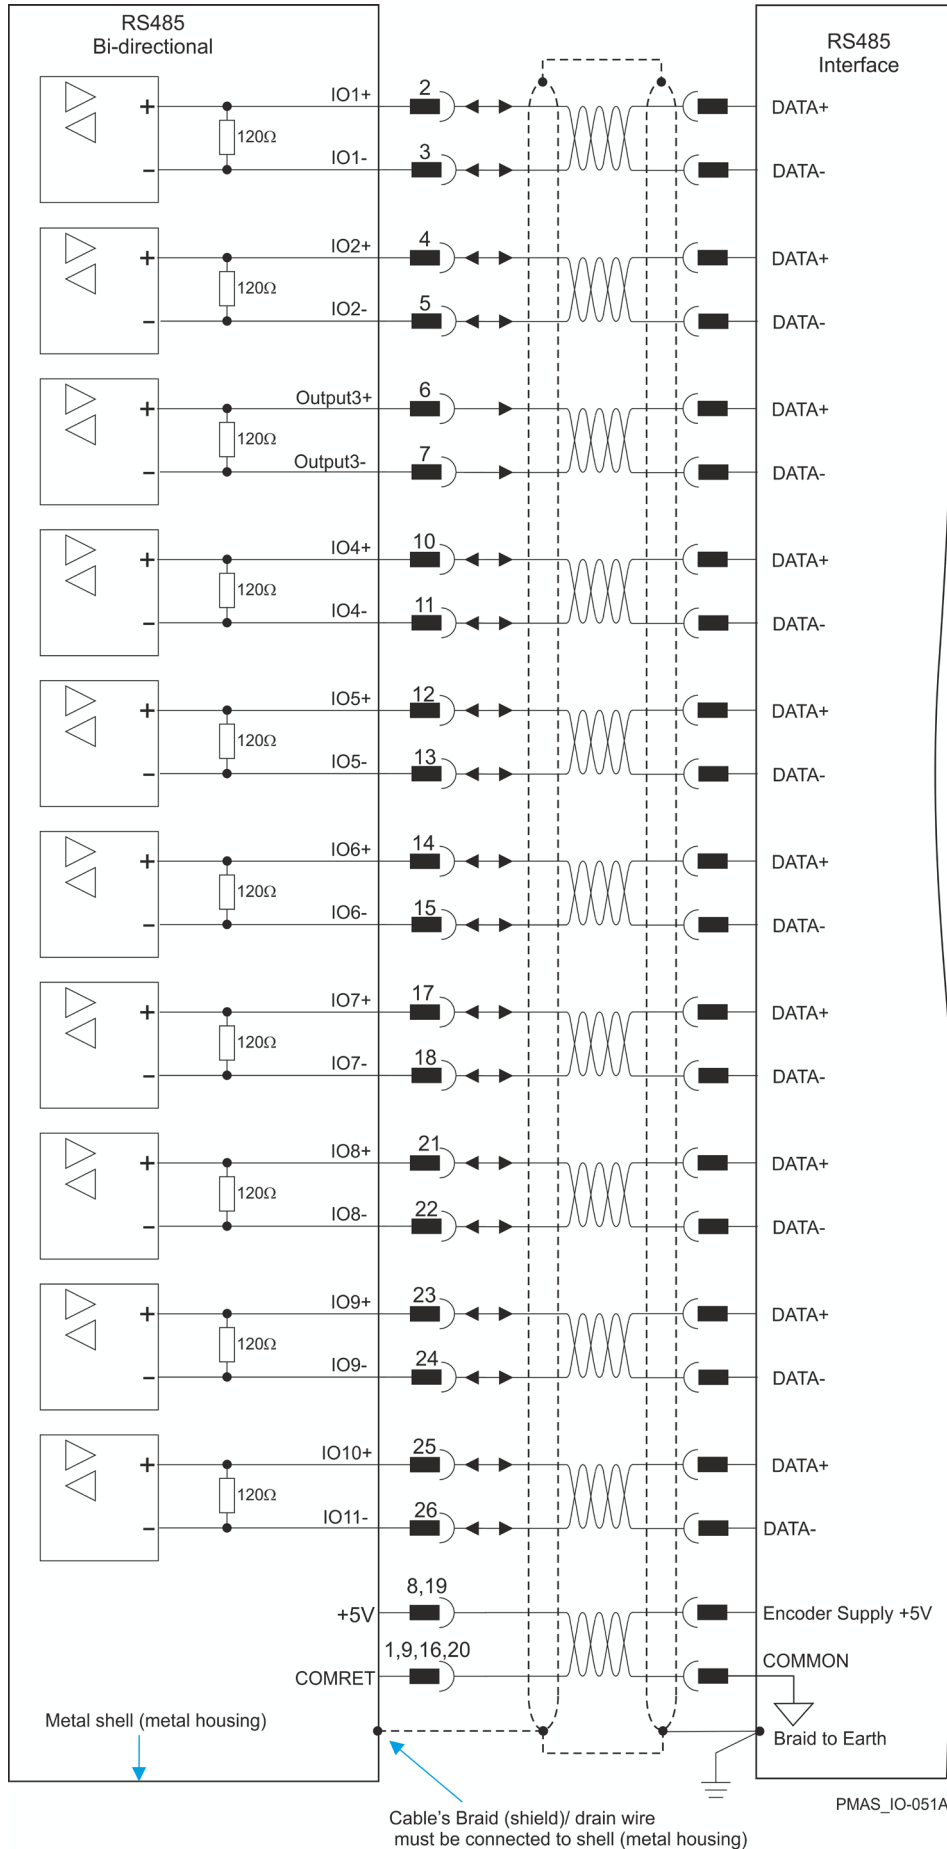 RS485
Bi-directional
RS485
Interface
IO1+
2
DATA+
120Ω
IO1-
3
DATA-
IO2+
4
DATA+
120Ω
IO2-
5
DATA-
Output3+
6
DATA+
120Ω
Output3-
7
DATA-
IO4+
10
DATA+
120Ω
IO4-
11
DATA-
IO5+
12
DATA+
120Ω
IO5-
13
DATA-
IO6+
14
DATA+
120Ω
IO6-
15
DATA-
IO7+
17
DATA+
120Ω
IO7-
18
DATA-
IO8+
21
DATA+
120Ω
IO8-
22
DATA-
IO9+
23
DATA+
120Ω
IO9-
24
DATA-
IO10+
25
DATA+
120Ω
IO11-
26
DATA-
+5V
8,19
Encoder Supply +5V
COMRET
1,9,16,20
COMMON
Metal shell (metal housing)
Braid to Earth
Cable's Braid (shield)/ drain wire
must be connected to shell (metal housing)
PMAS_IO-051A